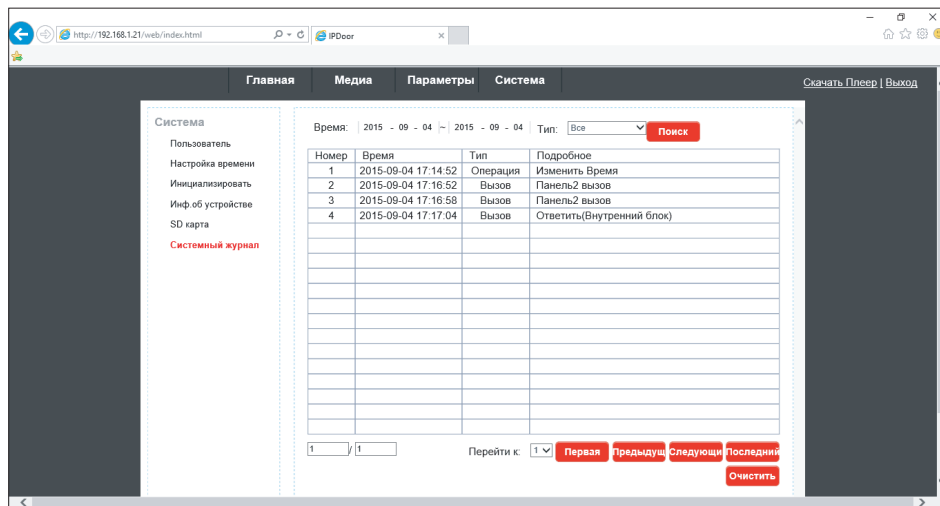 http://192.168.1.21/web/index.html
IPDoor
Главная Медиа Параметры Система
Скачать Плеер | Выход
Система
Пользователь
Настройка времени
Инициализировать
Инф.об устройстве
SD карта
Системный журнал
Время: 2015 - 09 - 04 ~ 2015 - 09 - 04 Тип: Все Поиск
Номер Время Тип Подробное
1 2015-09-04 17:14:52 Операция Изменить Время
2 2015-09-04 17:16:52 Вызов Панель2 вызов
3 2015-09-04 17:16:58 Вызов Панель2 вызов
4 2015-09-04 17:17:04 Вызов Ответить(Внутренний блок)
1 / 1 Перейти к: 1 Первая Предыдущ Следующи Последний
Очистить